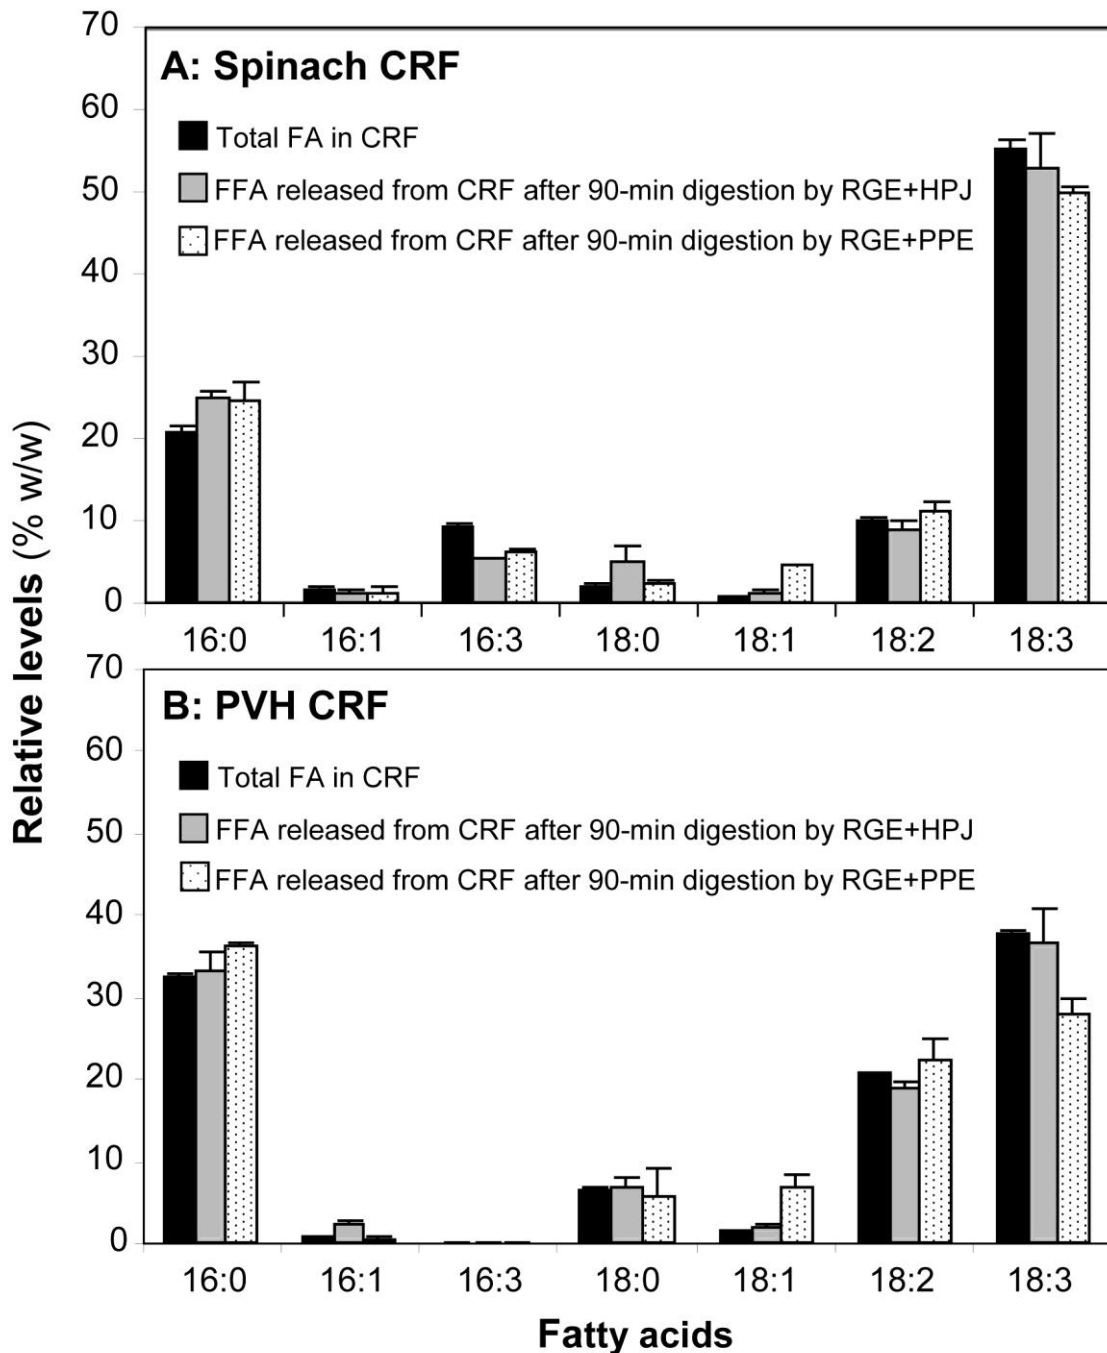 Relative levels (% w/w)
70
60
50
40
30
20
10
0
A: Spinach CRF
Total FA in CRF
FFA released from CRF after 90-min digestion by RGE+HPJ
FFA released from CRF after 90-min digestion by RGE+PPE
16:0 16:1 16:3 18:0 18:1 18:2 18:3
70
60
50
40
30
20
10
0
B: PVH CRF
Total FA in CRF
FFA released from CRF after 90-min digestion by RGE+HPJ
FFA released from CRF after 90-min digestion by RGE+PPE
16:0 16:1 16:3 18:0 18:1 18:2 18:3
Fatty acids